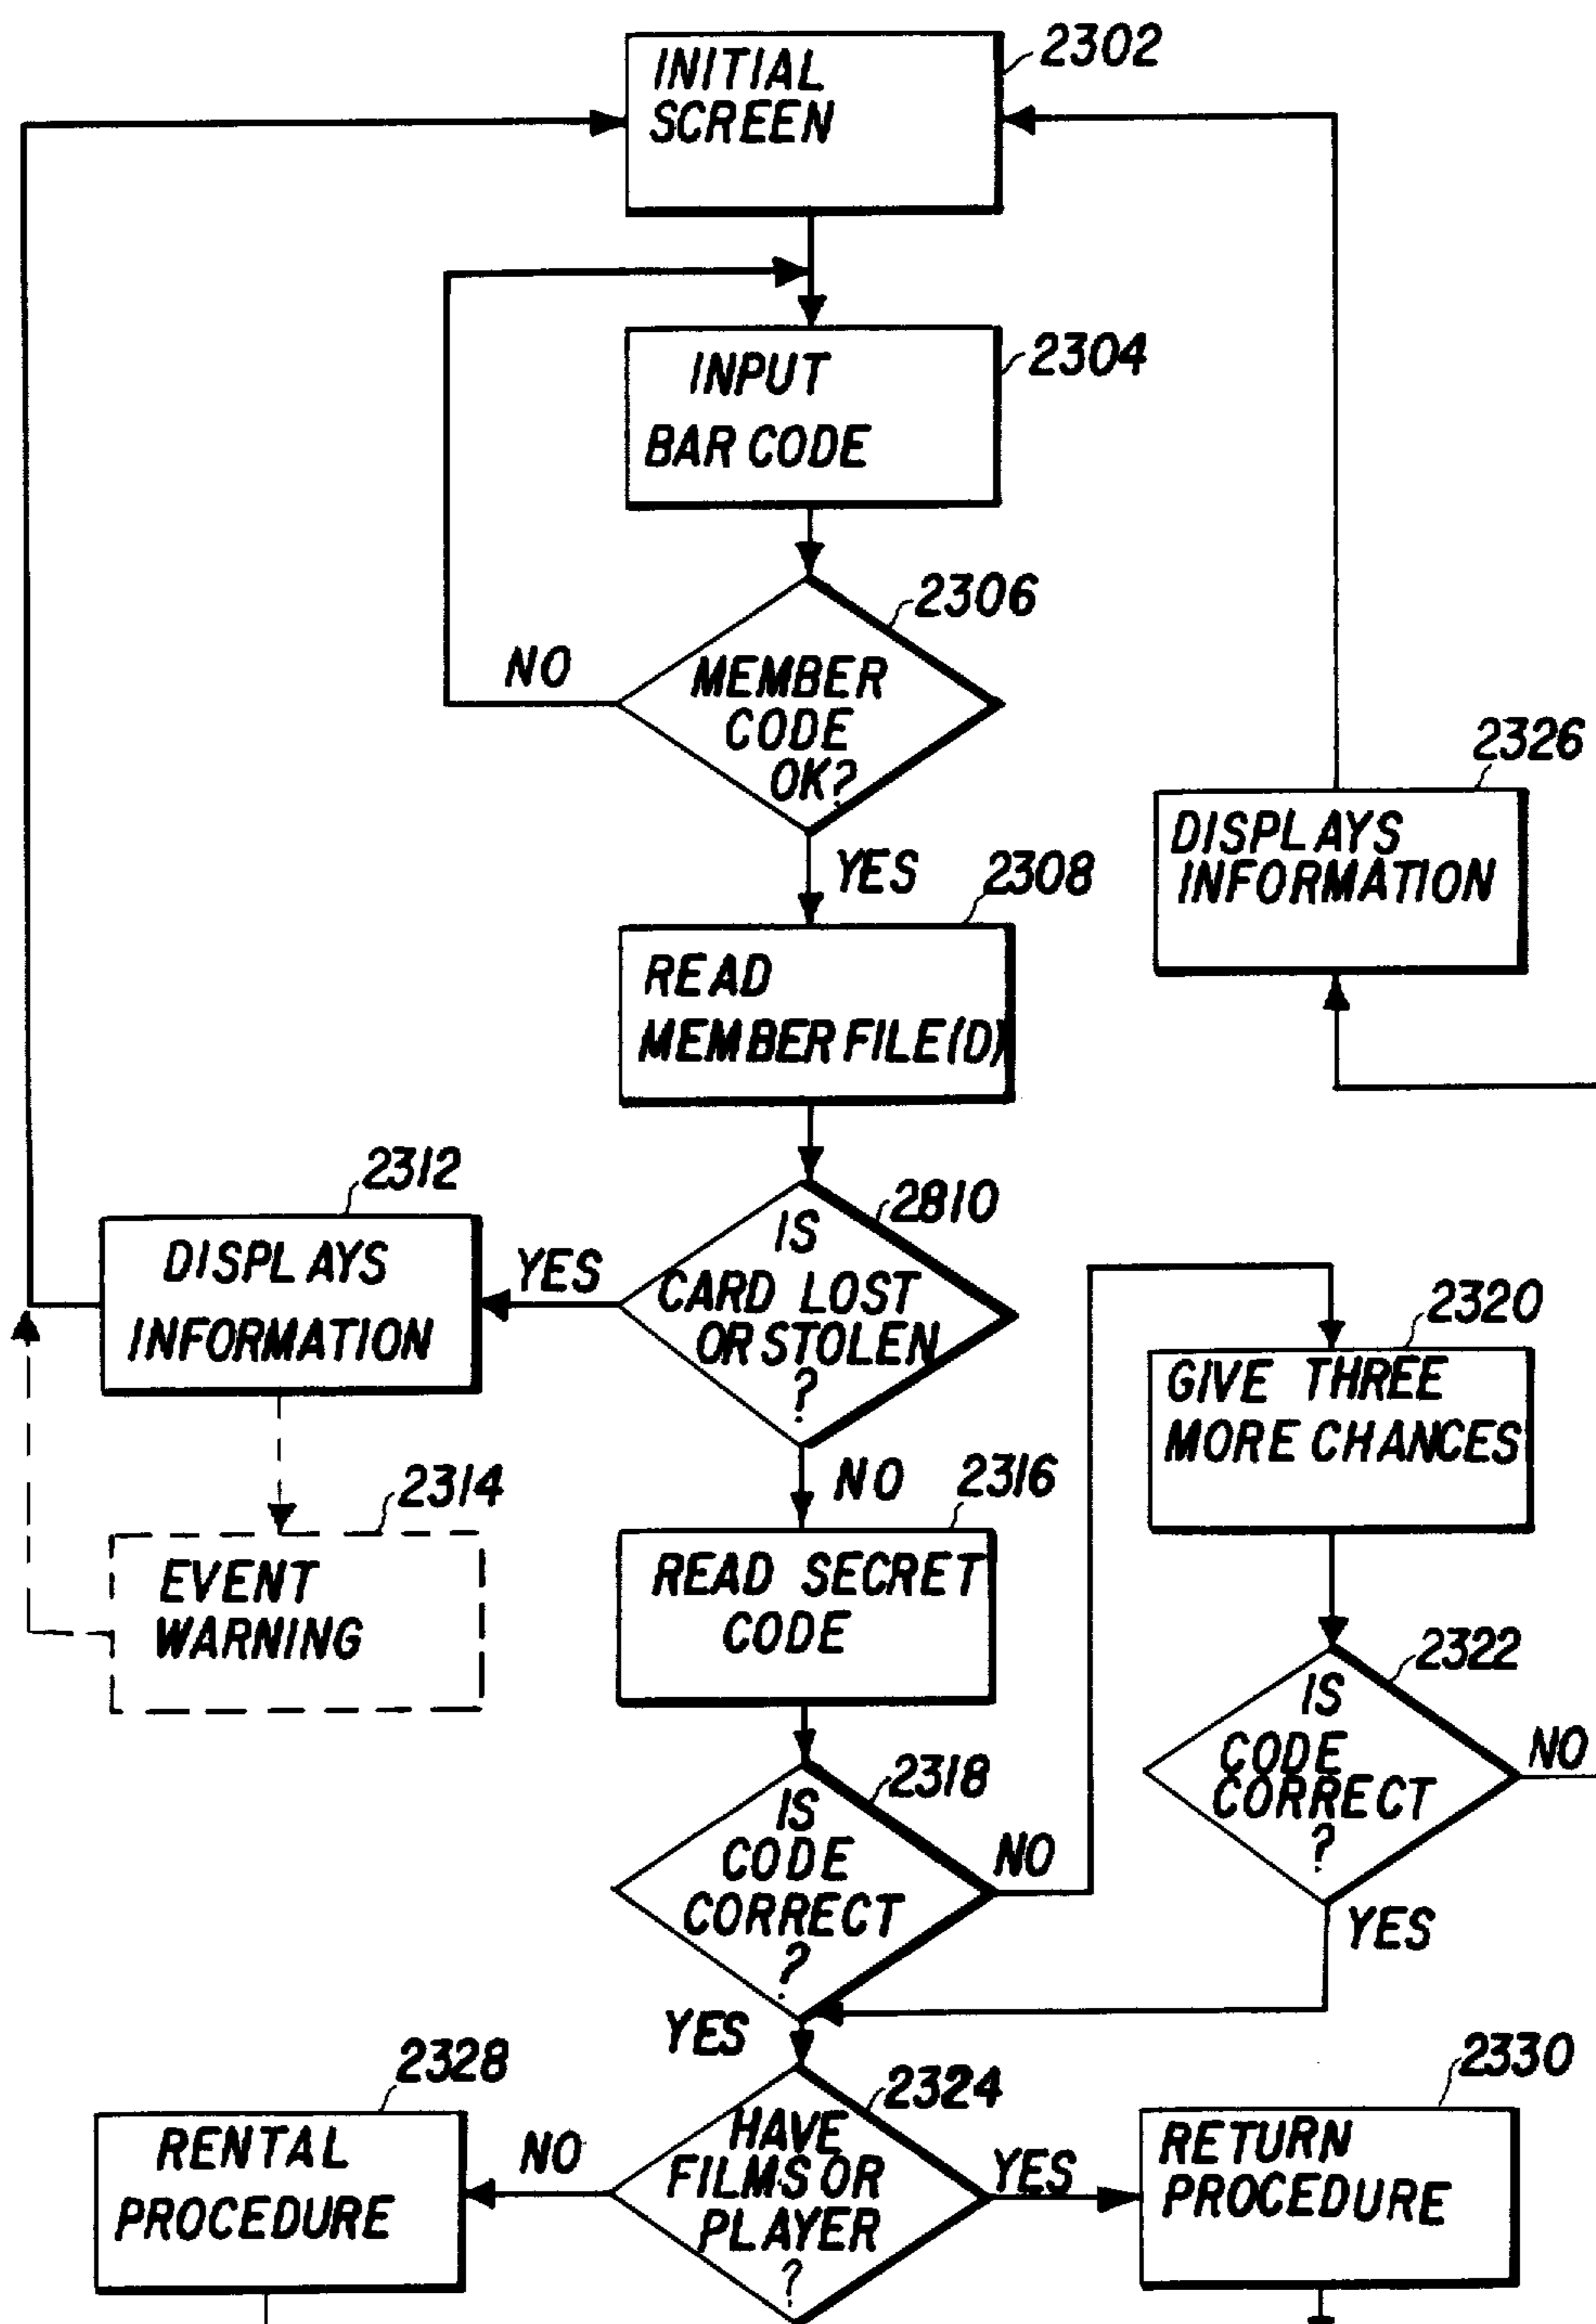 2302
INITIAL
SCREEN
2304
INPUT
BAR CODE
2306
NO
MEMBER
CODE
OK?
2326
DISPLAYS
INFORMATION
YES
2308
READ
MEMBER FILE(D)
2312
DISPLAYS
INFORMATION
YES
2810
IS
CARD LOST
OR STOLEN
?
2320
GIVE THREE
MORE CHANCES
2314
EVENT
WARNING
NO
2316
READ SECRET
CODE
2322
IS
CODE
CORRECT
?
NO
2318
IS
CODE
CORRECT
?
NO
YES
YES
2328
RENTAL
PROCEDURE
NO
2324
HAVE
FILMS OR
PLAYER
?
YES
2330
RETURN
PROCEDURE